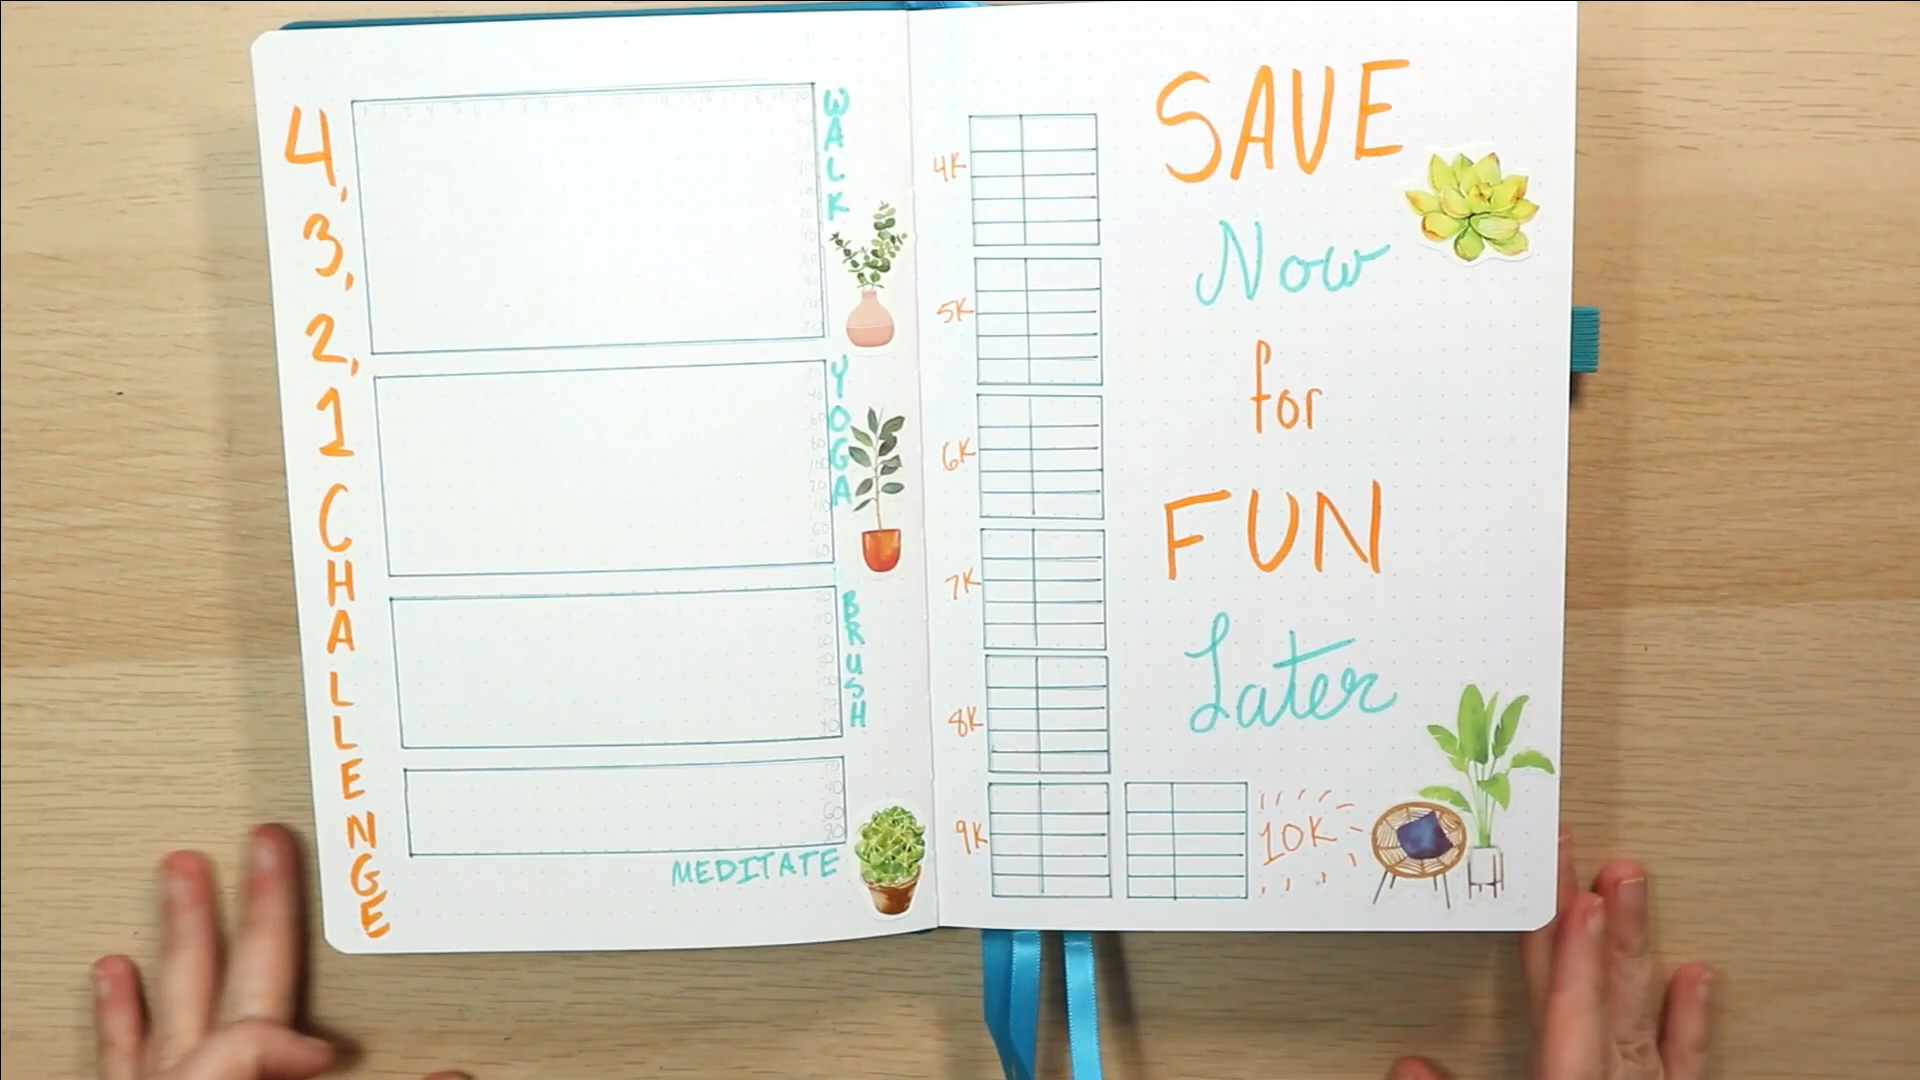 4,
3,
2,
1
CHALLENGE
WALK
YOGA
BRUSH
MEDITATE
4K
5K
6K
7K
8K
9K
10K
SAVE
Now
for
FUN
Later